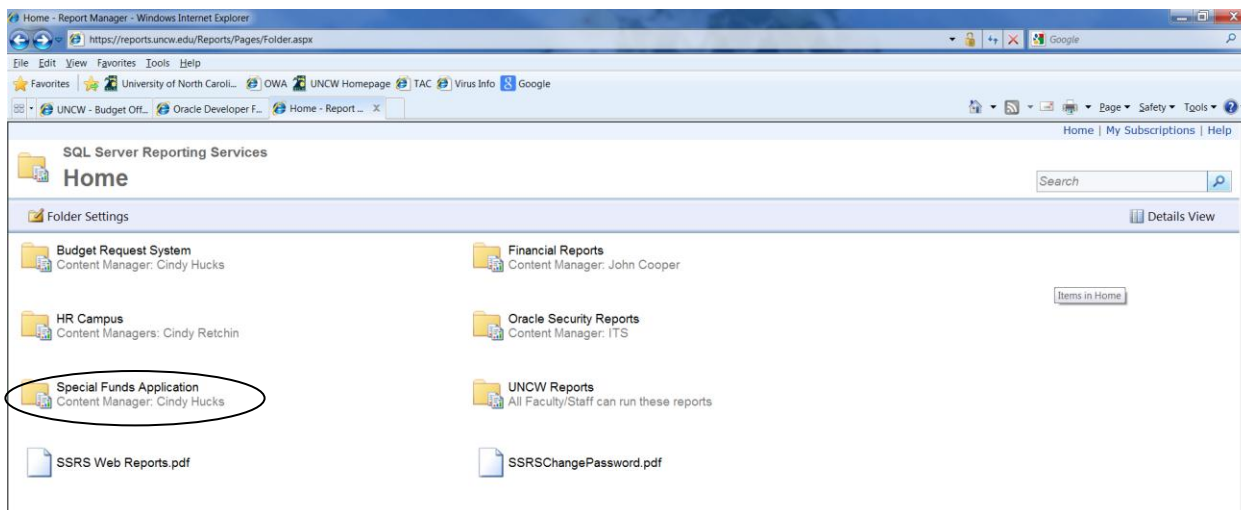 Home - Report Manager - Windows Internet Explorer
https://reports.uncw.edu/Reports/Pages/Folder.aspx
Google
File Edit View Favorites Tools Help
Favorites University of North Caroli... OWA UNCW Homepage TAC Virus Info Google
UNCW - Budget Off... Oracle Developer F... Home - Report ... X
Page Safety Tools
Home | My Subscriptions | Help
SQL Server Reporting Services
Home
Search
Folder Settings
Details View
Budget Request System
Content Manager: Cindy Hucks
Financial Reports
Content Manager: John Cooper
Items in Home
HR Campus
Content Managers: Cindy Retchin
Oracle Security Reports
Content Manager: ITS
Special Funds Application
Content Manager: Cindy Hucks
UNCW Reports
All Faculty/Staff can run these reports
SSRS Web Reports.pdf
SSRSChangePassword.pdf